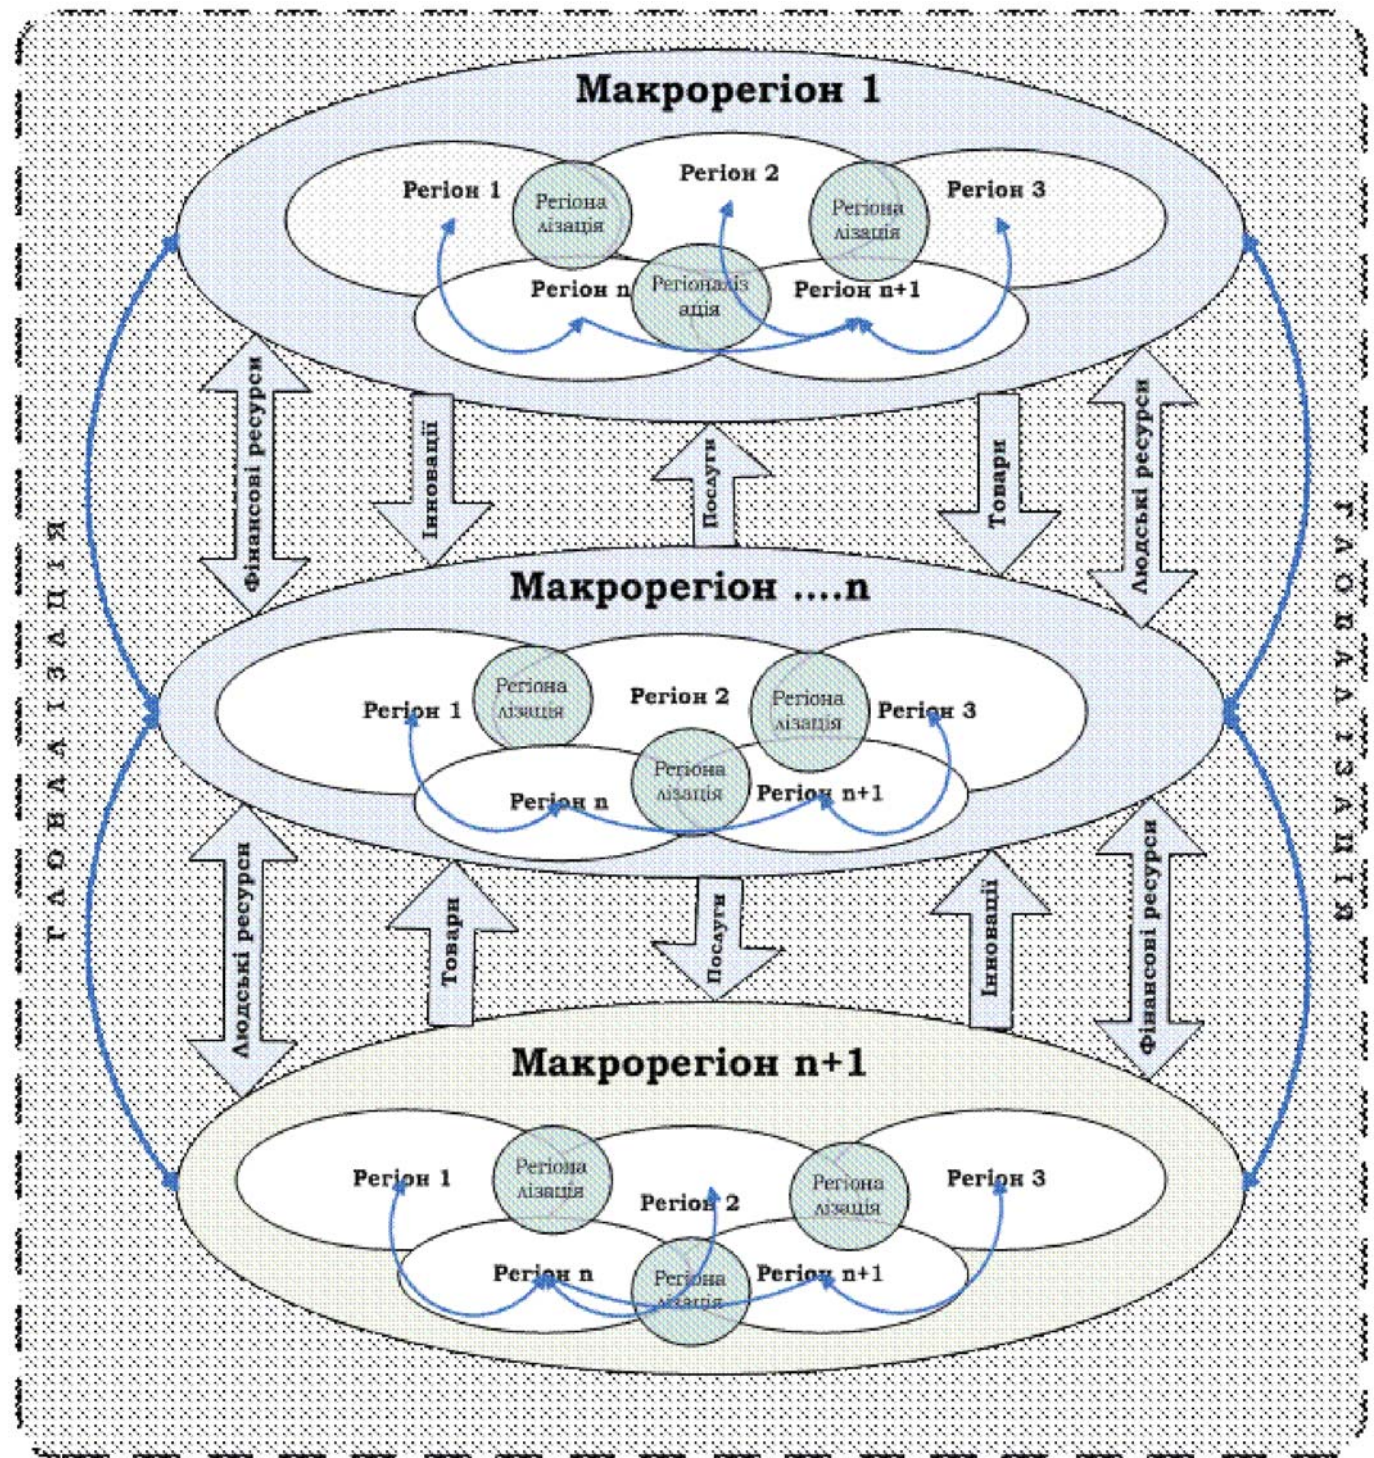 Макрорегіон 1
Регіон 1
Регіона
лізація
Регіон 2
Регіона
лізація
Регіон 3
Регіон n
Регіоналіз
ація
Регіон n+1
Фінансові ресурси
Інновації
Послуги
Товари
Людські ресурси
ГЛОБАЛІЗАЦІЯ
ГЛОБАЛІЗАЦІЯ
Макрорегіон ....n
Регіон 1
Регіона
лізація
Регіон 2
Регіона
лізація
Регіон 3
Регіон n
Регіона
лізація
Регіон n+1
Людські ресурси
Товари
Послуги
Інновації
Фінансові ресурси
Макрорегіон n+1
Регіон 1
Регіона
лізація
Регіон 2
Регіона
лізація
Регіон 3
Регіон n
Регіона
лізація
Регіон n+1